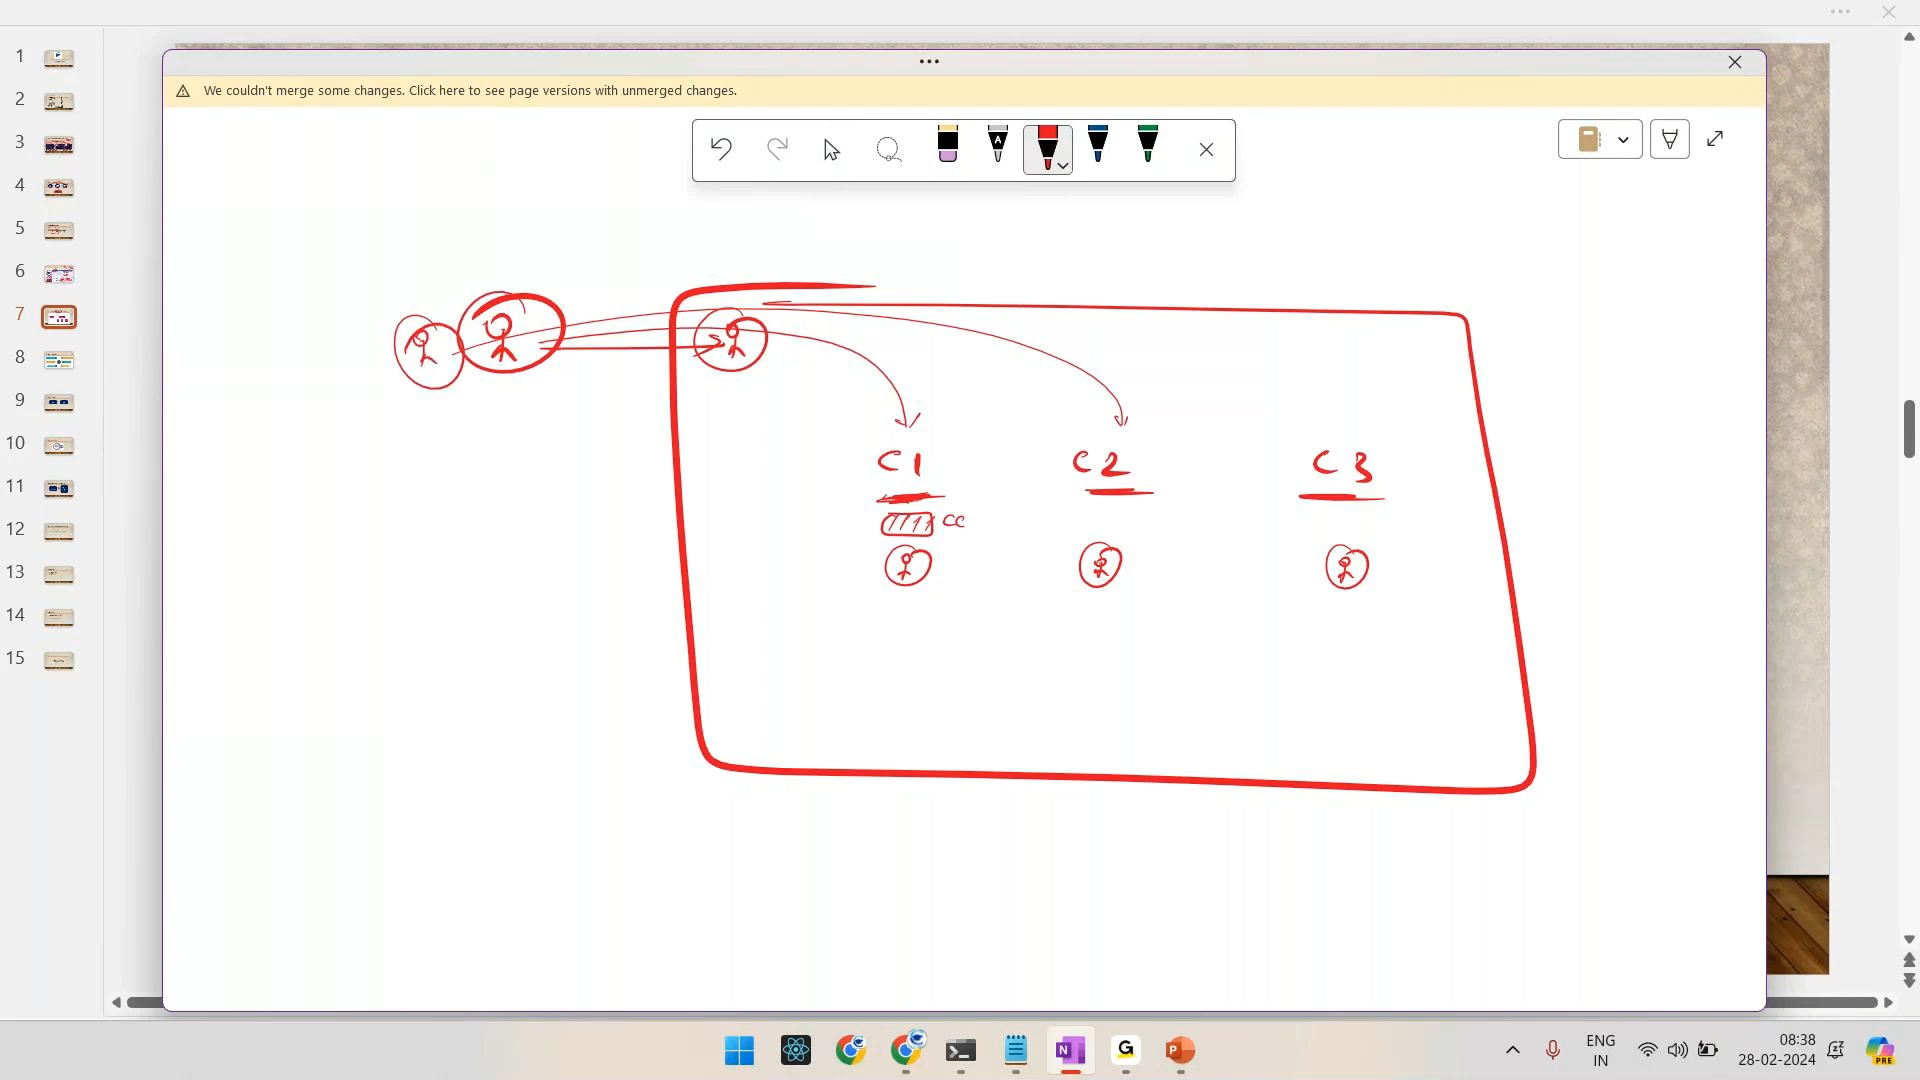 We couldn't merge some changes. Click here to see page versions with unmerged changes.
1
2
3
4
5
6
7
8
9
10
11
12
13
14
15
A
C1
C2
C3
CC
N
G
P
ENG
IN
08:38
28-02-2024
PRE